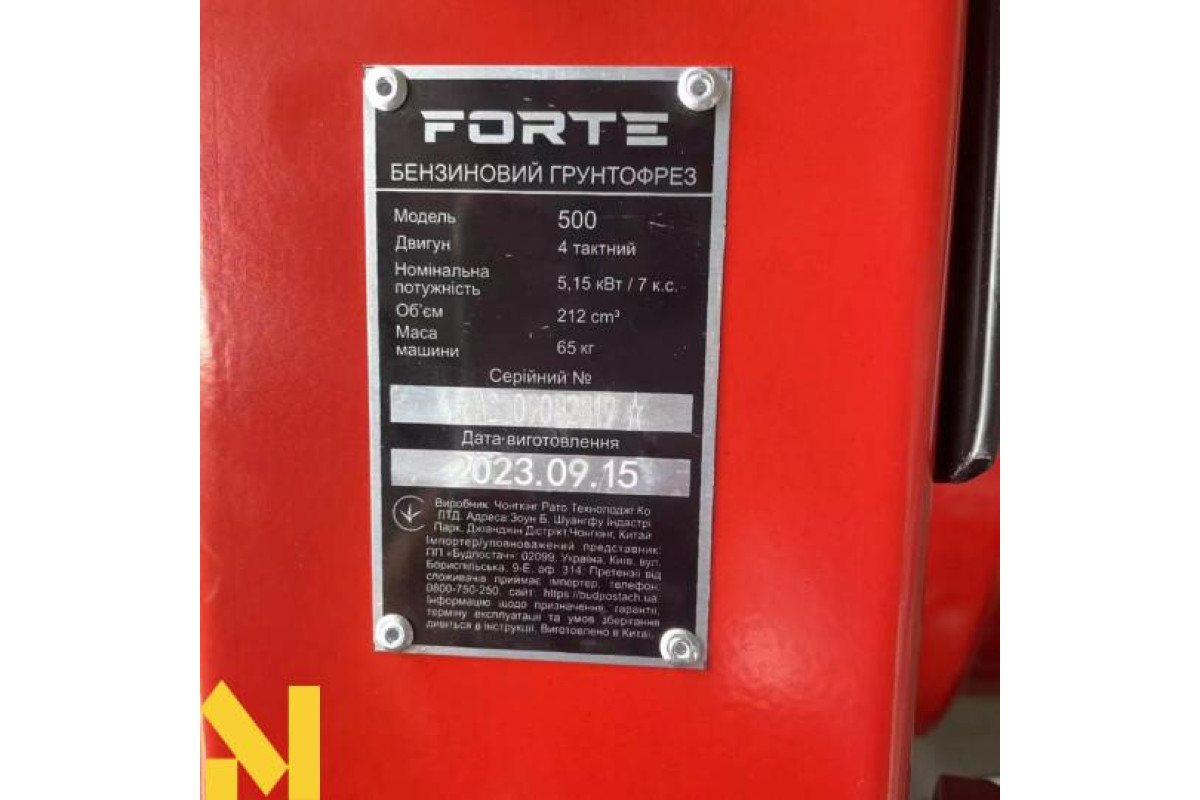 FORTE
БЕНЗИНОВИЙ ГРУНТОФРЕЗ
Модель 500
Двигун 4 тактний
Номінальна
потужність 5,15 кВт / 7 к.с.
Об'єм 212 cm³
Маса
машини 65 кг
Серійний №
Дата виготовлення
2023.09.15
Виробник: Чонгкінг Рато Технолоджі Ко
ЛТД. Адреса: Зоун Б, Шуангфу Індастрі
Парк, Джіанджін Дістрікт, Чонгкінг, Китай
Імпортер/уповноважений представник:
ПП «Будпостач»: 02099, Україна, Київ, вул.
Бориспільська, 9-Е, оф. 314. Претензії від
споживачів приймає імпортер, телефон:
0800-750-250, сайт: https://budpostach.ua
Інформацію щодо призначення, гарантії,
терміну експлуатації та умов зберігання
дивіться в інструкції. Виготовлено в Китаї.